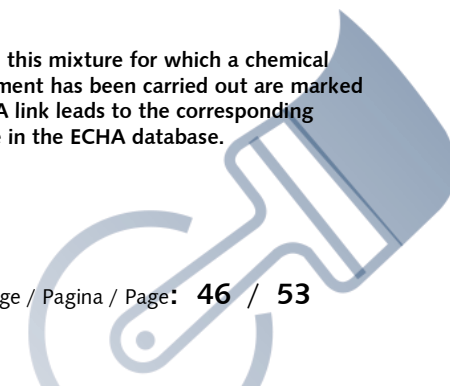 this mixture for which a chemical
ment has been carried out are marked
A link leads to the corresponding
in the ECHA database.
ge / Pagina / Page: 46 / 53